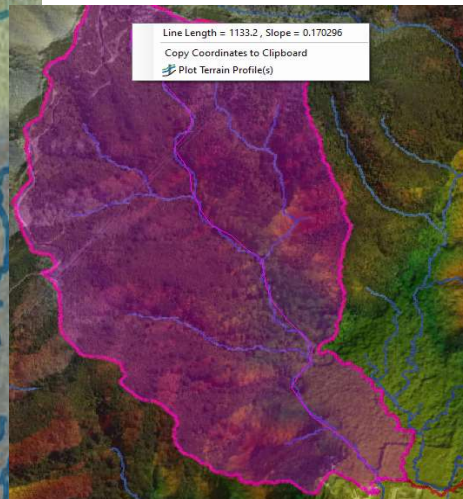 Line Length = 1133.2 , Slope = 0.170296
Copy Coordinates to Clipboard
Plot Terrain Profile(s)